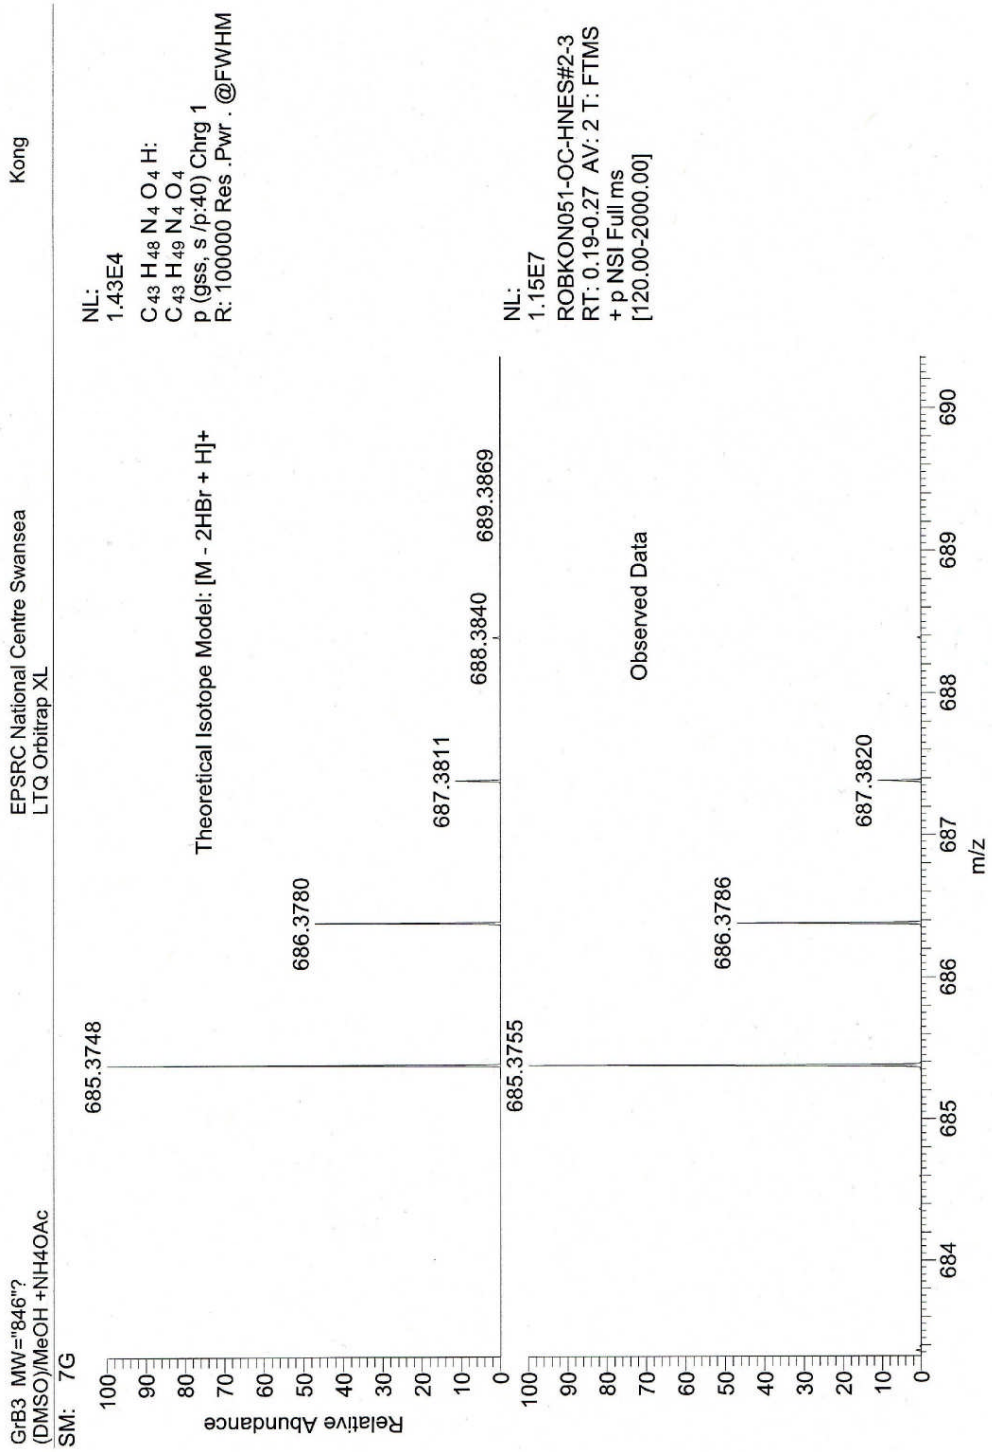 GrB3 MW="846"?
(DMSO)/MeOH +NH4OAc
EPSRC National Centre Swansea
LTQ Orbitrap XL
Kong
SM: 7G
Relative Abundance
100
90
80
70
60
50
40
30
20
10
0
685.3748
686.3780
687.3811
688.3840
689.3869
Theoretical Isotope Model: [M - 2HBr + H]+
NL:
1.43E4
C43 H48 N4 O4 H:
C43 H49 N4 O4
p (gss, s /p:40) Chrg 1
R: 100000 Res .Pwr . @FWHM
100
90
80
70
60
50
40
30
20
10
0
685.3755
686.3786
687.3820
Observed Data
NL:
1.15E7
ROBKON051-OC-HNES#2-3
RT: 0.19-0.27 AV: 2 T: FTMS
+ p NSI Full ms
[120.00-2000.00]
684
685
686
687
688
689
690
m/z